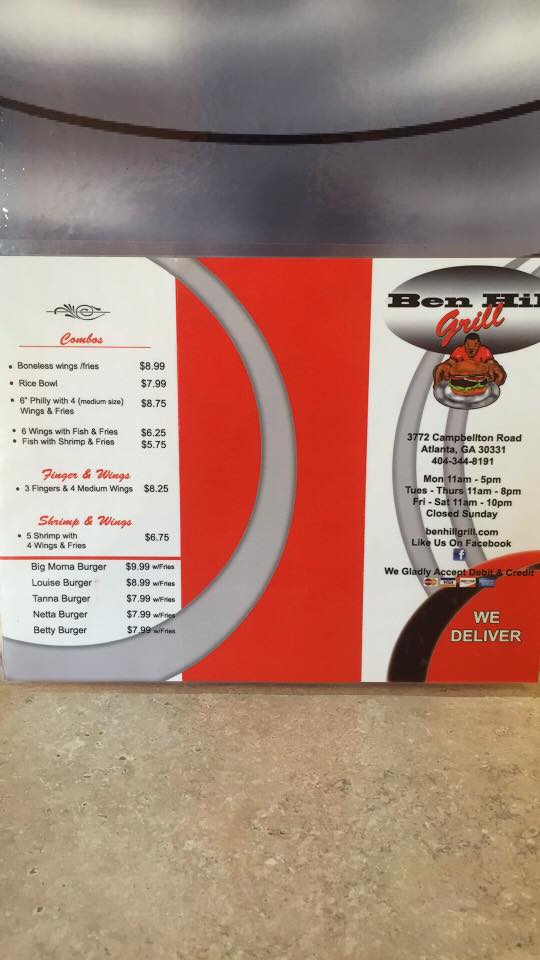 Combos
• Boneless wings /fries $8.99
• Rice Bowl $7.99
• 6" Philly with 4 (medium size) $8.75
Wings & Fries
• 6 Wings with Fish & Fries $6.25
• Fish with Shrimp & Fries $5.75
Finger & Wings
• 3 Fingers & 4 Medium Wings $8.25
Shrimp & Wings
• 5 Shrimp with $6.75
4 Wings & Fries
Big Moma Burger $9.99 w/Fries
Louise Burger $8.99 w/Fries
Tanna Burger $7.99 w/Fries
Netta Burger $7.99 w/Fries
Betty Burger $7.99 w/Fries
Ben Hil
Grill
3772 Campbellton Road
Atlanta, GA 30331
404-344-8191
Mon 11am - 5pm
Tues - Thurs 11am - 8pm
Fri - Sat 11am - 10pm
Closed Sunday
benhillgrill.com
Like Us On Facebook
f
We Gladly Accept Debit & Credit
VISA
WE
DELIVER